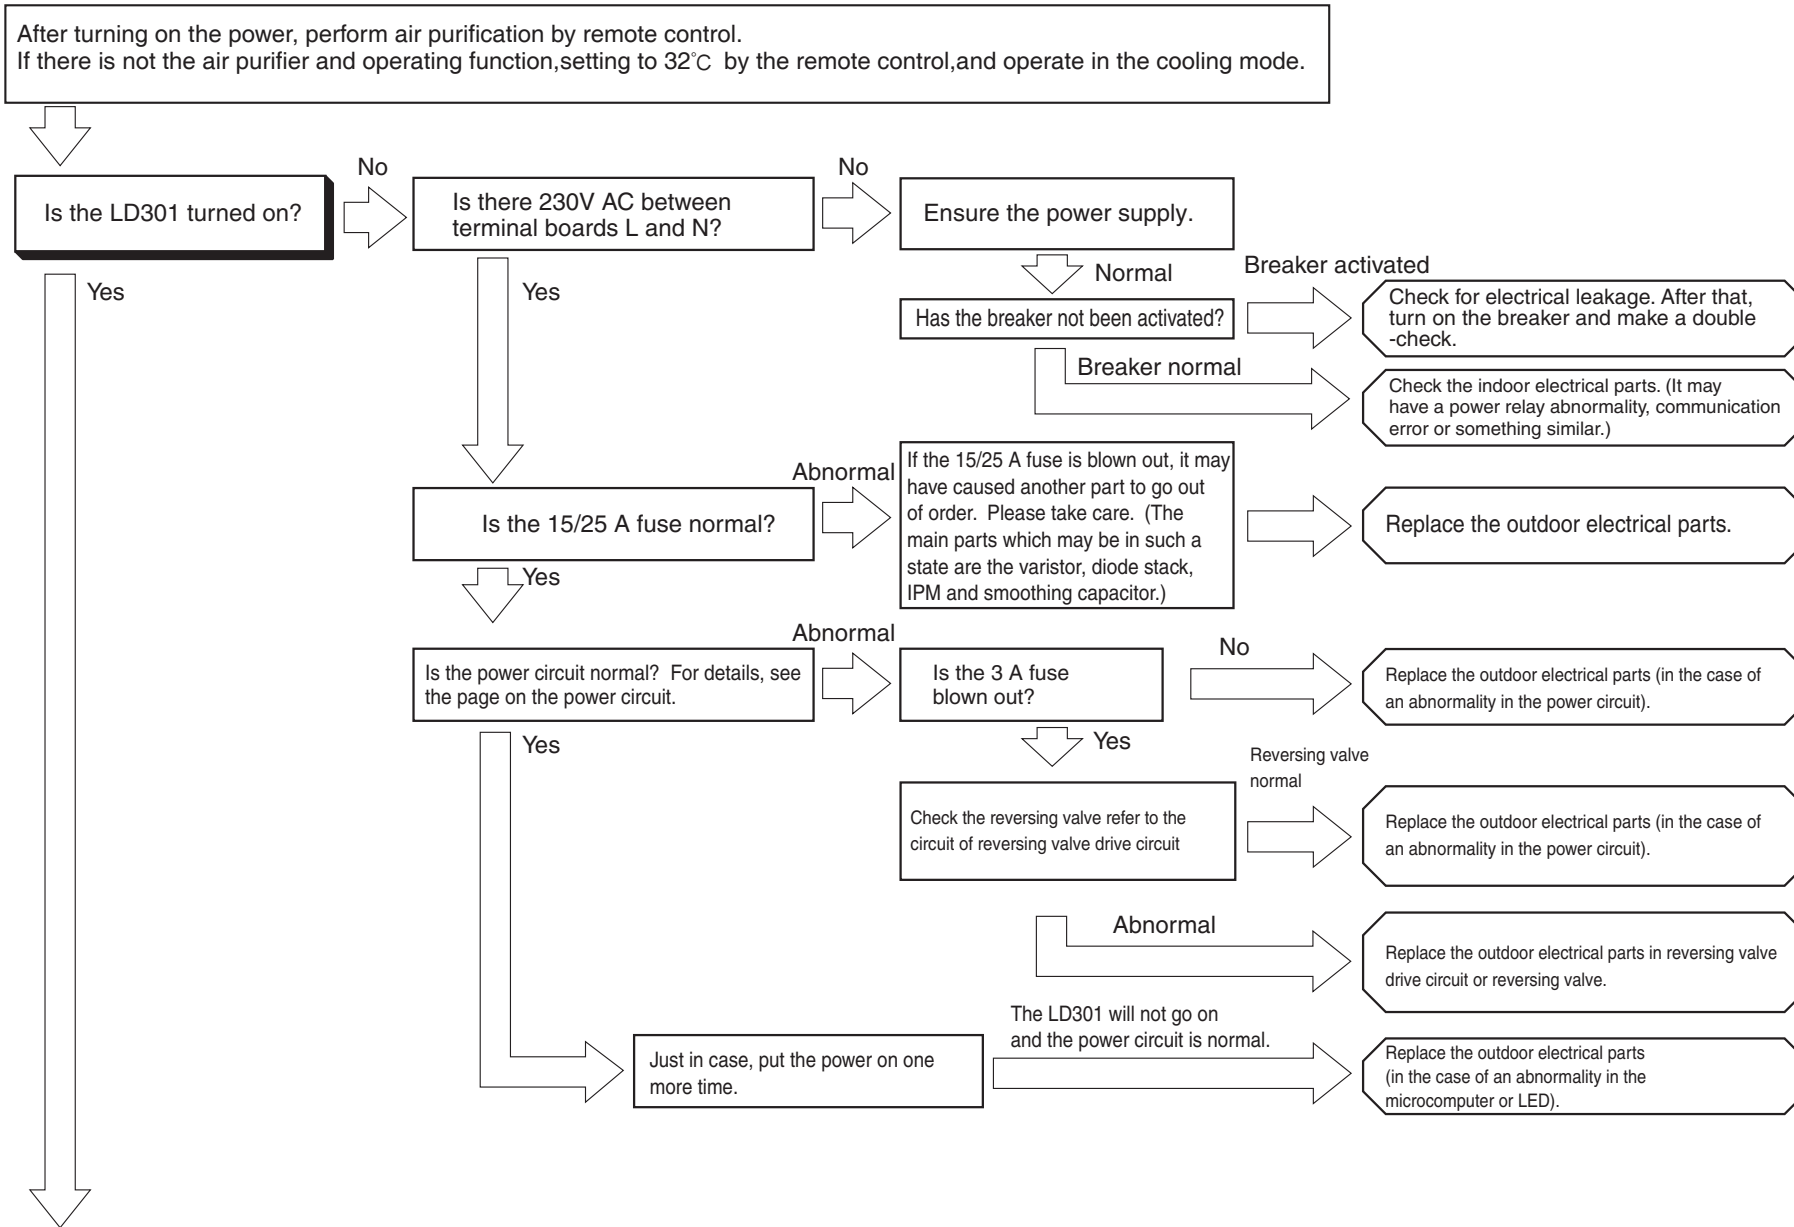 After turning on the power, perform air purification by remote control.
If there is not the air purifier and operating function,setting to 32°C by the remote control,and operate in the cooling mode.
No
No
Is the LD301 turned on?
Is there 230V AC between
terminal boards L and N?
Ensure the power supply.
Yes
Yes
Normal
Breaker activated
Has the breaker not been activated?
Check for electrical leakage. After that,
turn on the breaker and make a double
-check.
Breaker normal
Check the indoor electrical parts. (It may
have a power relay abnormality, communication
error or something similar.)
Abnormal
Is the 15/25 A fuse normal?
If the 15/25 A fuse is blown out, it may
have caused another part to go out
of order. Please take care. (The
main parts which may be in such a
state are the varistor, diode stack,
IPM and smoothing capacitor.)
Replace the outdoor electrical parts.
Yes
Abnormal
No
Is the power circuit normal? For details, see
the page on the power circuit.
Is the 3 A fuse
blown out?
Replace the outdoor electrical parts (in the case of
an abnormality in the power circuit).
Yes
Yes
Reversing valve
normal
Check the reversing valve refer to the
circuit of reversing valve drive circuit
Replace the outdoor electrical parts (in the case of
an abnormality in the power circuit).
Abnormal
Replace the outdoor electrical parts in reversing valve
drive circuit or reversing valve.
The LD301 will not go on
and the power circuit is normal.
Just in case, put the power on one
more time.
Replace the outdoor electrical parts
(in the case of an abnormality in the
microcomputer or LED).